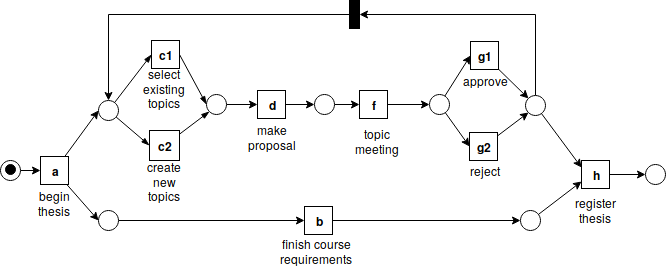 c1
select
existing
topics
g1
approve
d
make
proposal
f
topic
meeting
c2
create
new
topics
g2
reject
a
begin
thesis
h
register
thesis
b
finish course
requirements